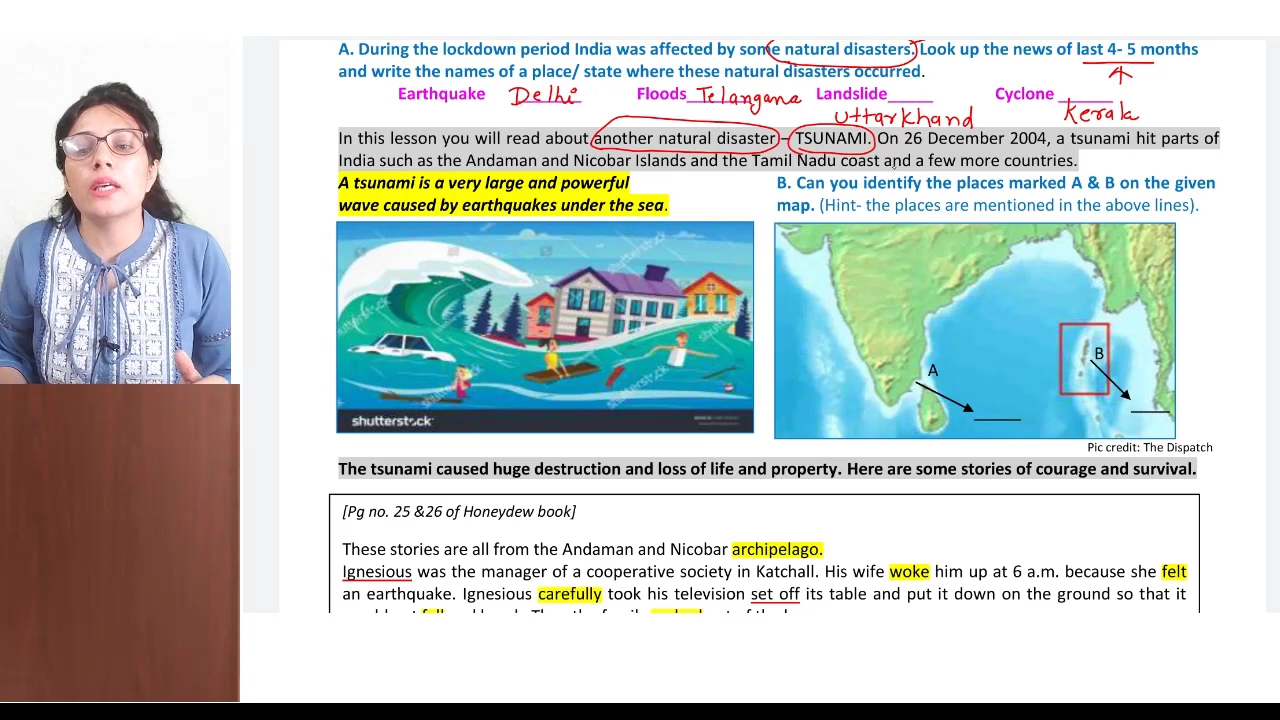 A. During the lockdown period India was affected by some natural disasters. Look up the news of last 4- 5 months
and write the names of a place/ state where these natural disasters occurred.
Earthquake Delhi Floods Telangana Landslide_____ Cyclone ______
Uttarkhand Kerala
In this lesson you will read about another natural disaster – TSUNAMI. On 26 December 2004, a tsunami hit parts of
India such as the Andaman and Nicobar Islands and the Tamil Nadu coast and a few more countries.
A tsunami is a very large and powerful
wave caused by earthquakes under the sea.
B. Can you identify the places marked A & B on the given
map. (Hint- the places are mentioned in the above lines).
shutterstock
A
B
Pic credit: The Dispatch
The tsunami caused huge destruction and loss of life and property. Here are some stories of courage and survival.
[Pg no. 25 &26 of Honeydew book]
These stories are all from the Andaman and Nicobar archipelago.
Ignesious was the manager of a cooperative society in Katchall. His wife woke him up at 6 a.m. because she felt
an earthquake. Ignesious carefully took his television set off its table and put it down on the ground so that it